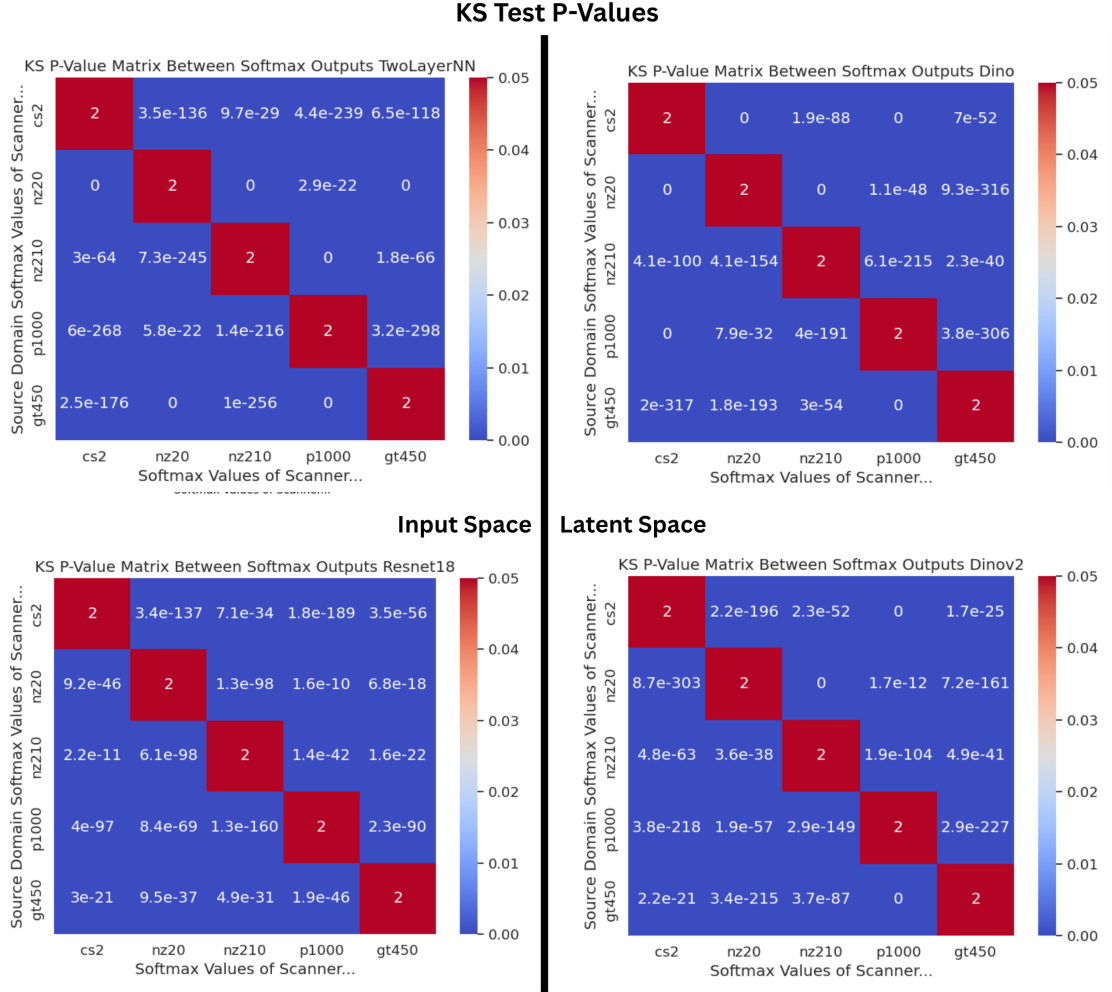 KS Test P-Values
KS P-Value Matrix Between Softmax Outputs TwoLayerNN
Source Domain Softmax Values of Scanner...
cs2 2 3.5e-136 9.7e-29 4.4e-239 6.5e-118
nz20 0 2 0 2.9e-22 0
nz210 3e-64 7.3e-245 2 0 1.8e-66
p1000 6e-268 5.8e-22 1.4e-216 2 3.2e-298
gt450 2.5e-176 0 1e-256 0 2
cs2 nz20 nz210 p1000 gt450
Softmax Values of Scanner...
0.05
0.04
0.03
0.02
0.01
0.00
Softmax Values of Scanner...
KS P-Value Matrix Between Softmax Outputs Dino
Source Domain Softmax Values of Scanner...
cs2 2 0 1.9e-88 0 7e-52
nz20 0 2 0 1.1e-48 9.3e-316
nz210 4.1e-100 4.1e-154 2 6.1e-215 2.3e-40
p1000 0 7.9e-32 4e-191 2 3.8e-306
gt450 2e-317 1.8e-193 3e-54 0 2
cs2 nz20 nz210 p1000 gt450
Softmax Values of Scanner...
0.05
0.04
0.03
0.02
0.01
0.00
Input Space
Latent Space
KS P-Value Matrix Between Softmax Outputs Resnet18
Source Domain Softmax Values of Scanner...
cs2 2 3.4e-137 7.1e-34 1.8e-189 3.5e-56
nz20 9.2e-46 2 1.3e-98 1.6e-10 6.8e-18
nz210 2.2e-11 6.1e-98 2 1.4e-42 1.6e-22
p1000 4e-97 8.4e-69 1.3e-160 2 2.3e-90
gt450 3e-21 9.5e-37 4.9e-31 1.9e-46 2
cs2 nz20 nz210 p1000 gt450
Softmax Values of Scanner...
0.05
0.04
0.03
0.02
0.01
0.00
KS P-Value Matrix Between Softmax Outputs Dinov2
Source Domain Softmax Values of Scanner...
cs2 2 2.2e-196 2.3e-52 0 1.7e-25
nz20 8.7e-303 2 0 1.7e-12 7.2e-161
nz210 4.8e-63 3.6e-38 2 1.9e-104 4.9e-41
p1000 3.8e-218 1.9e-57 2.9e-149 2 2.9e-227
gt450 2.2e-21 3.4e-215 3.7e-87 0 2
cs2 nz20 nz210 p1000 gt450
Softmax Values of Scanner...
0.05
0.04
0.03
0.02
0.01
0.00